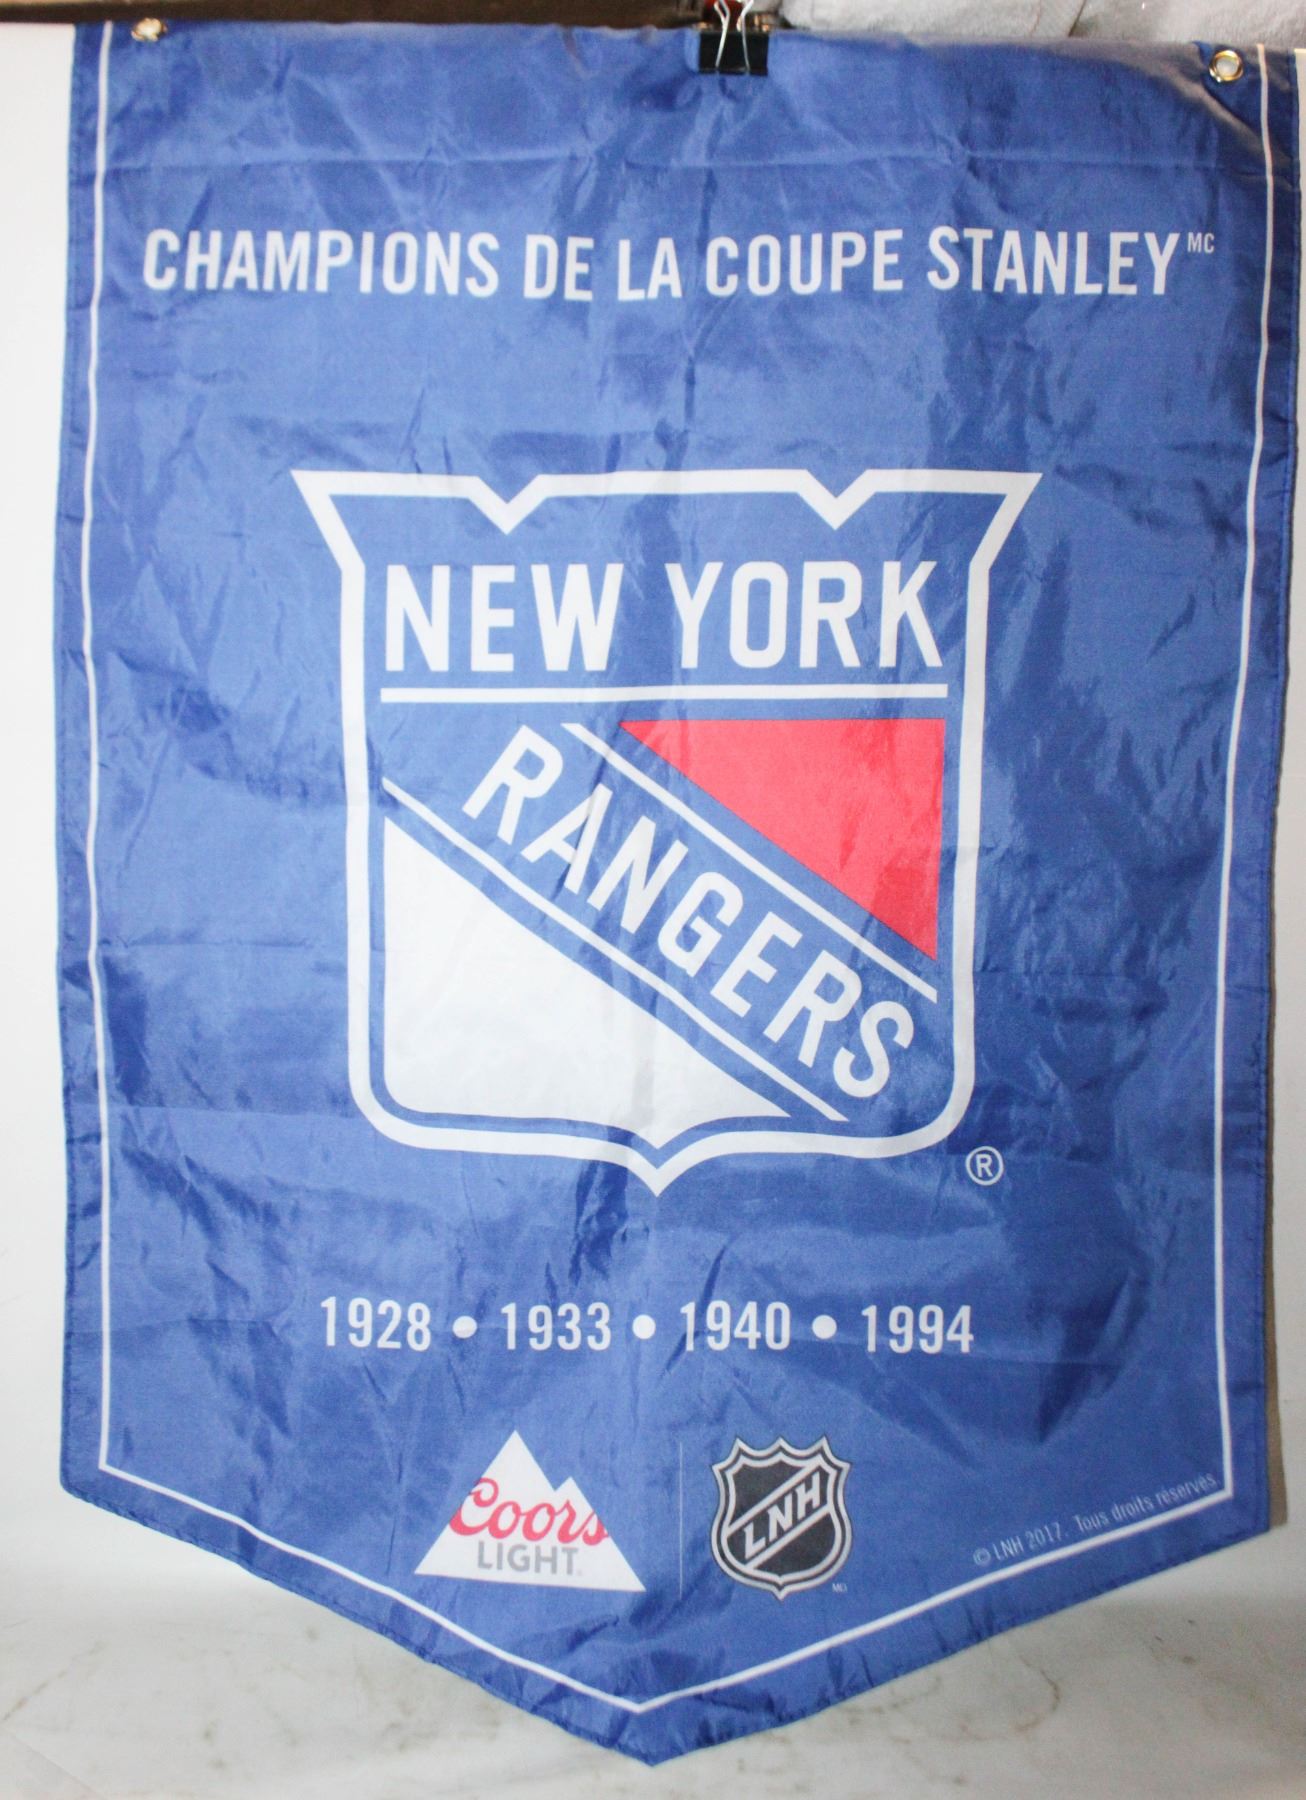 CHAMPIONS DE LA COUPE STANLEY MC
NEW YORK
RANGERS
®
1928 • 1933 • 1940 • 1994
Coors
LIGHT
LNH
MC
© LNH 2017. Tous droits réservés.